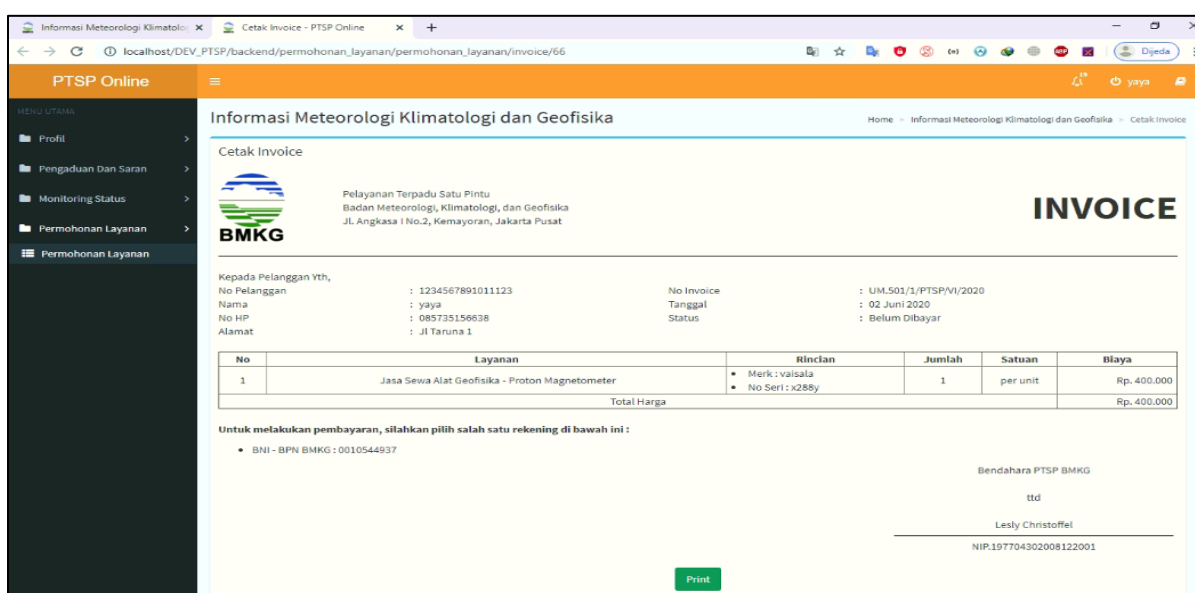 Informasi Meteorologi Klimatolo
Cetak Invoice - PTSP Online
localhost/DEV_PTSP/backend/permohonan_layanan/permohonan_layanan/invoice/66
Dijeda
PTSP Online
19
yaya
MENU UTAMA
Profil
Pengaduan Dan Saran
Monitoring Status
Permohonan Layanan
Permohonan Layanan
Informasi Meteorologi Klimatologi dan Geofisika
Home > Informasi Meteorologi Klimatologi dan Geofisika > Cetak Invoice
Cetak Invoice
BMKG
Pelayanan Terpadu Satu Pintu
Badan Meteorologi, Klimatologi, dan Geofisika
Jl. Angkasa I No.2, Kemayoran, Jakarta Pusat
INVOICE
Kepada Pelanggan Yth,
No Pelanggan : 1234567891011123 No Invoice : UM.501/1/PTSP/VI/2020
Nama : yaya Tanggal : 02 Juni 2020
No HP : 085735156638 Status : Belum Dibayar
Alamat : Jl Taruna 1
No Layanan Rincian Jumlah Satuan Biaya
1 Jasa Sewa Alat Geofisika - Proton Magnetometer • Merk : vaisala 1 per unit Rp. 400.000
• No Seri : x288y
Total Harga Rp. 400.000
Untuk melakukan pembayaran, silahkan pilih salah satu rekening di bawah ini :
• BNI - BPN BMKG : 0010544937
Bendahara PTSP BMKG
ttd
Lesly Christoffel
NIP.197704302008122001
Print